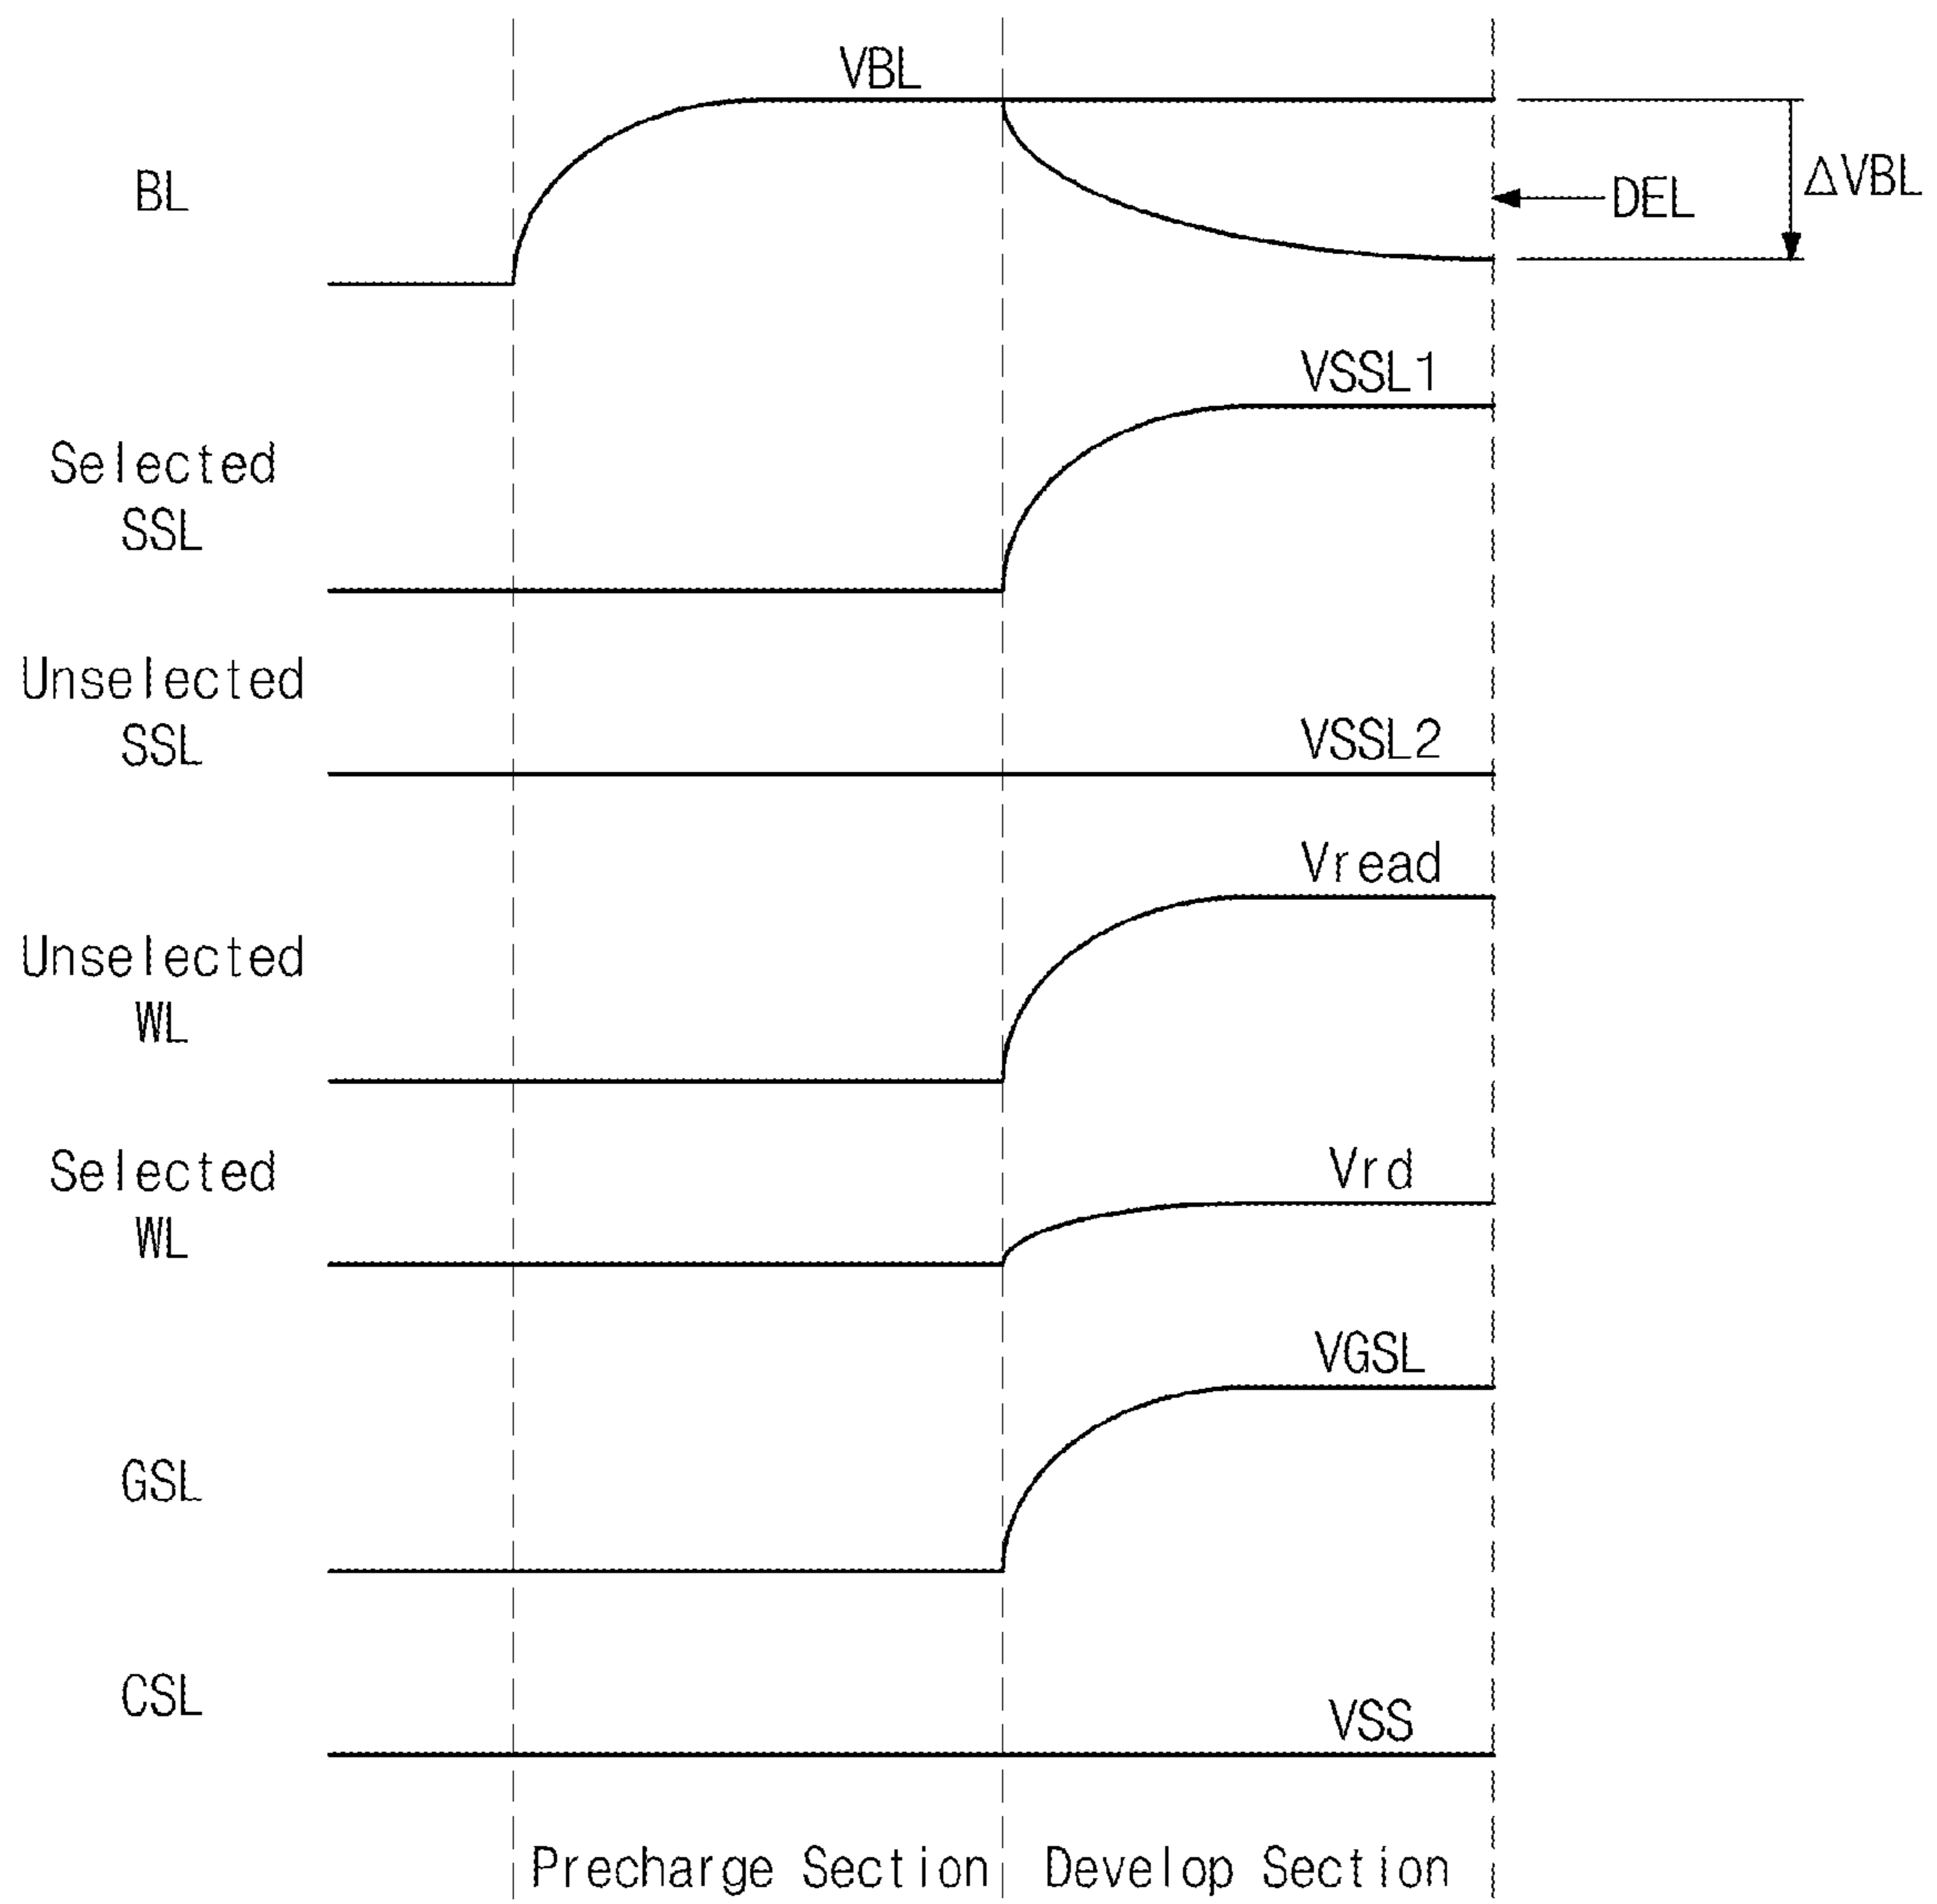 VBL
BL
DEL
ΔVBL
VSSL1
Selected
SSL
Unselected
SSL
VSSL2
Vread
Unselected
WL
Selected
WL
Vrd
VGSL
GSL
CSL
VSS
Precharge Section
Develop Section